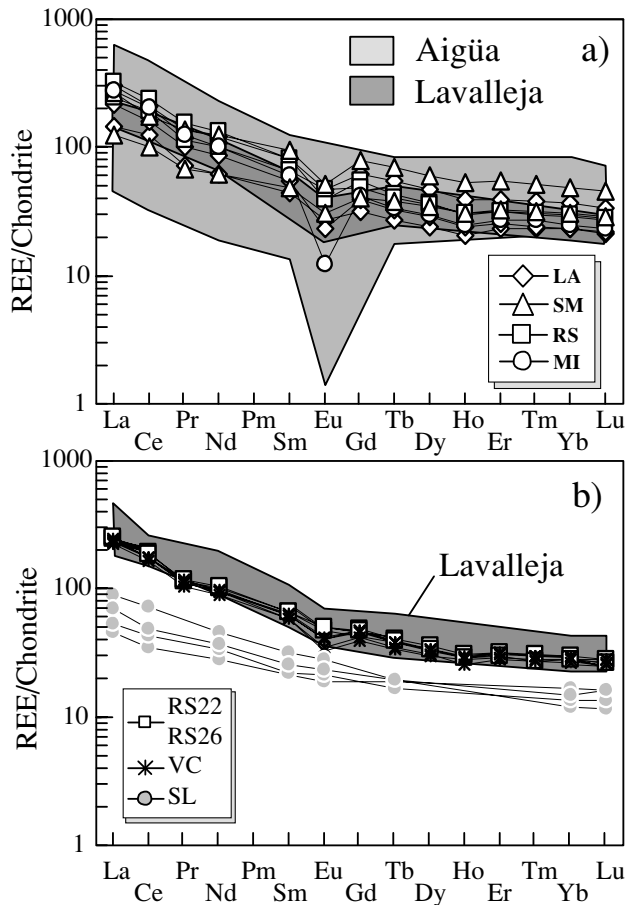 1000
a)
Aigüa
Lavalleja
100
REE/Chondrite
10
LA
SM
RS
MI
1
La Pr Pm Eu Tb Ho Tm Lu
Ce Nd Sm Gd Dy Er Yb
1000
b)
Lavalleja
100
REE/Chondrite
RS22
RS26
VC
SL
10
1
La Pr Pm Eu Tb Ho Tm Lu
Ce Nd Sm Gd Dy Er Yb